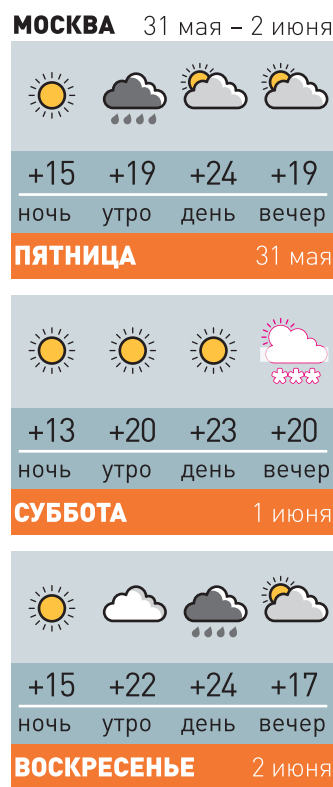 МОСКВА 31 мая – 2 июня
+15 +19 +24 +19
ночь утро день вечер
ПЯТНИЦА 31 мая
+13 +20 +23 +20
ночь утро день вечер
СУББОТА 1 июня
+15 +22 +24 +17
ночь утро день вечер
ВОСКРЕСЕНЬЕ 2 июня